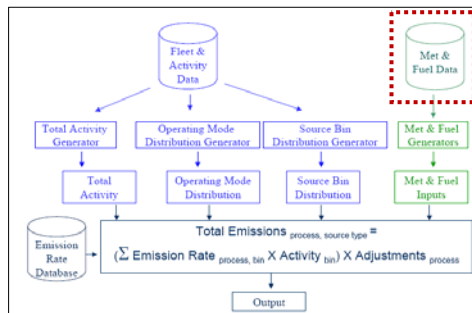 Fleet &
Activity
Data
Met &
Fuel Data
Total Activity
Generator
Operating Mode
Distribution Generator
Source Bin
Distribution Generator
Met & Fuel
Generators
Total
Activity
Operating Mode
Distribution
Source Bin
Distribution
Met & Fuel
Inputs
Emission
Rate
Database
Total Emissions process, source type =
(∑ Emission Rate process, bin X Activity bin) X Adjustments process
Output